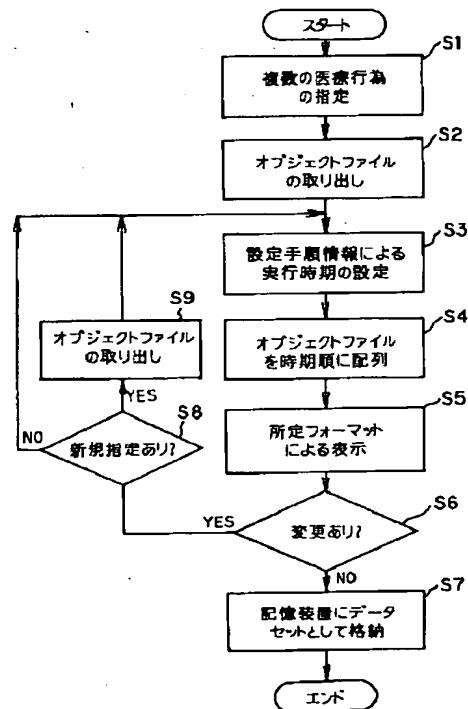 スタート
S1
複数の医療行為
の指定
S2
オブジェクトファイル
の取り出し
S3
設定手順情報による
実行時期の設定
S9
オブジェクトファイル
の取り出し
S4
オブジェクトファイル
を時期順に配列
YES
S8
新規指定あり?
NO
S5
所定フォーマット
による表示
S6
変更あり?
YES
NO
S7
記憶装置にデータ
セットとして格納
エンド